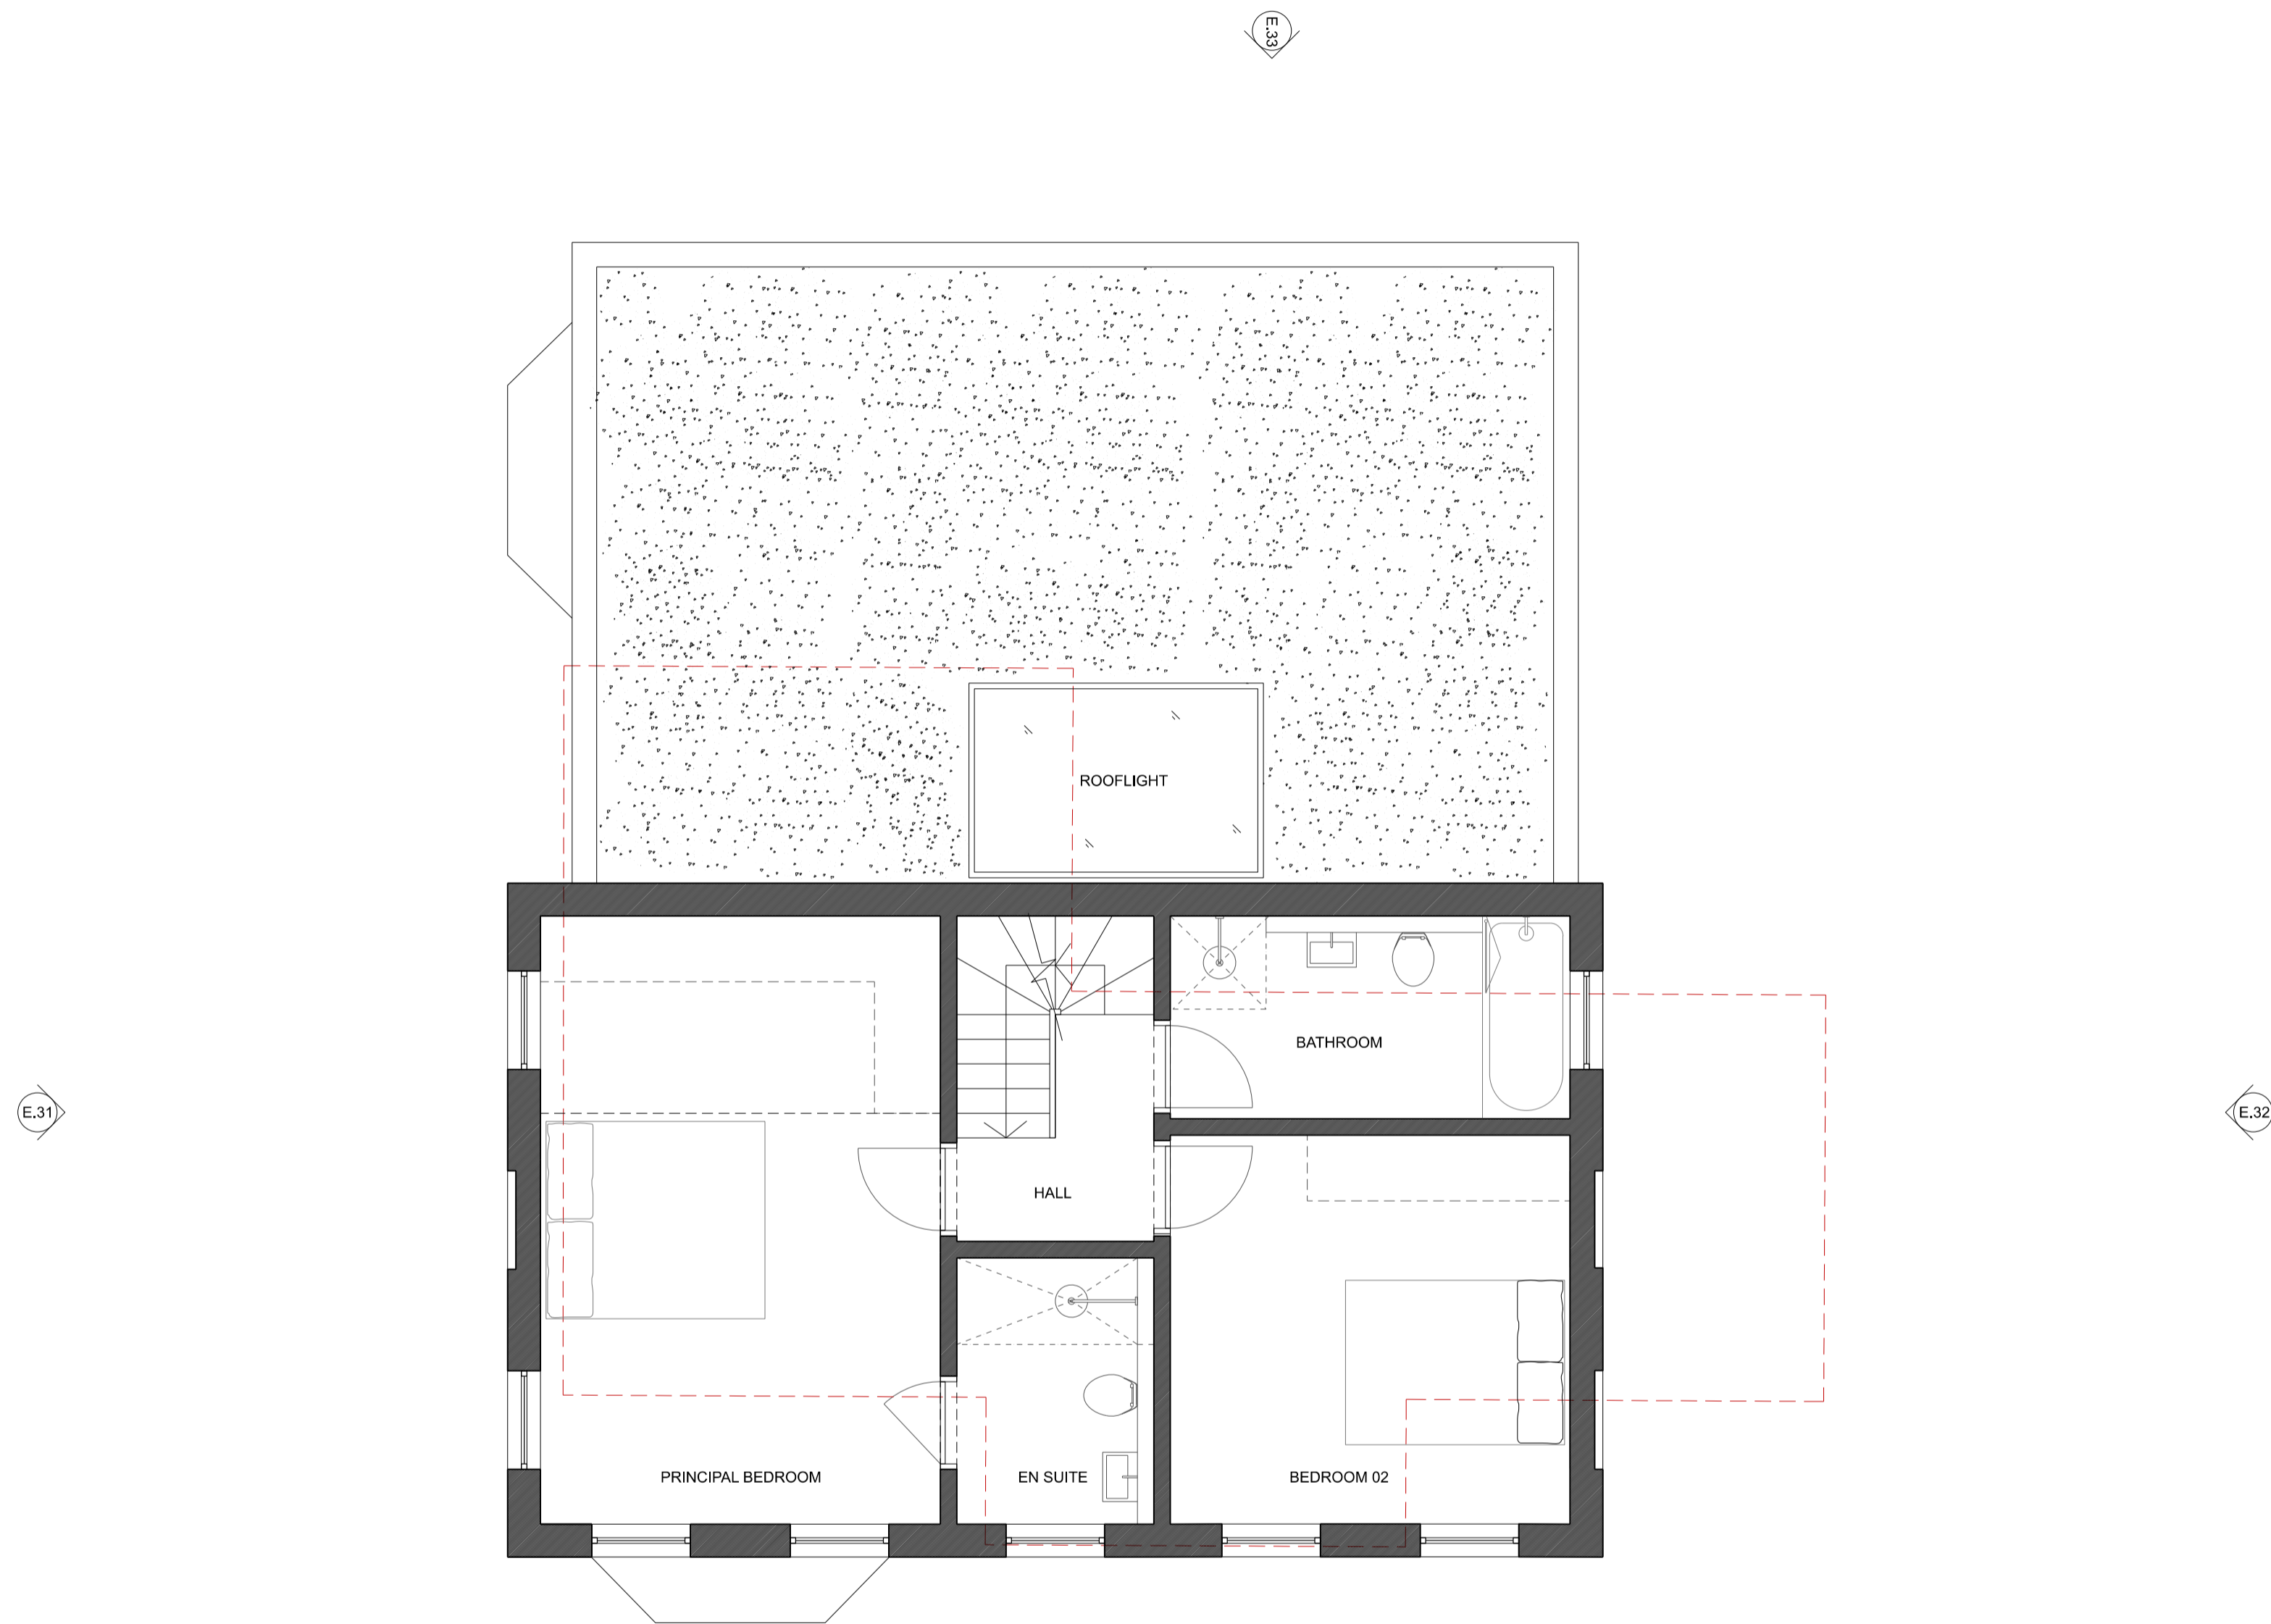 E.33
ROOFLIGHT
BATHROOM
E.31
E.32
HALL
PRINCIPAL BEDROOM
EN SUITE
BEDROOM 02